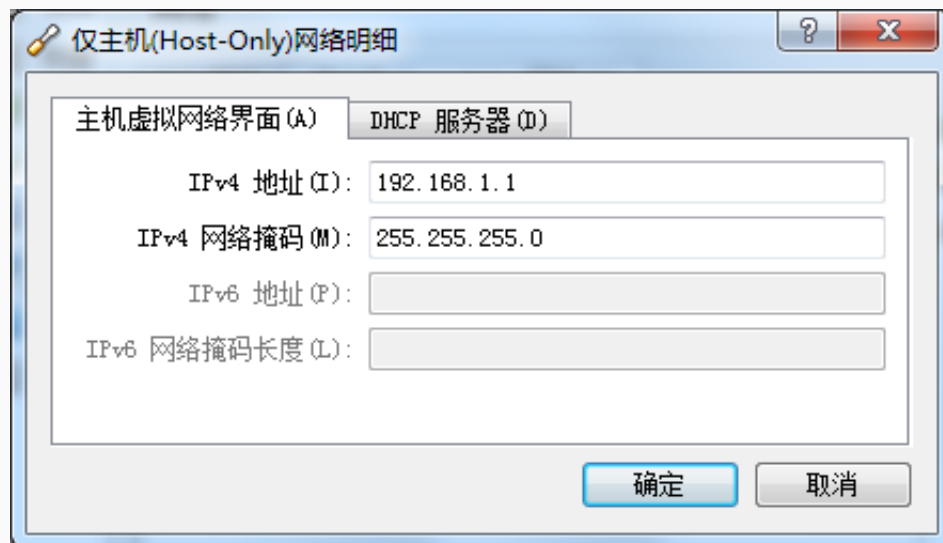 仅主机(Host-Only)网络明细
主机虚拟网络界面(A) DHCP 服务器(D)
IPv4 地址(I): 192.168.1.1
IPv4 网络掩码(M): 255.255.255.0
IPv6 地址(P):
IPv6 网络掩码长度(L):
确定 取消